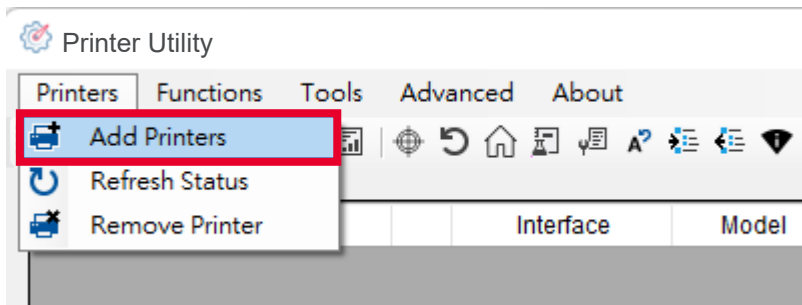 Printer Utility
Printers Functions Tools Advanced About
Add Printers
Refresh Status
Remove Printer
Interface Model